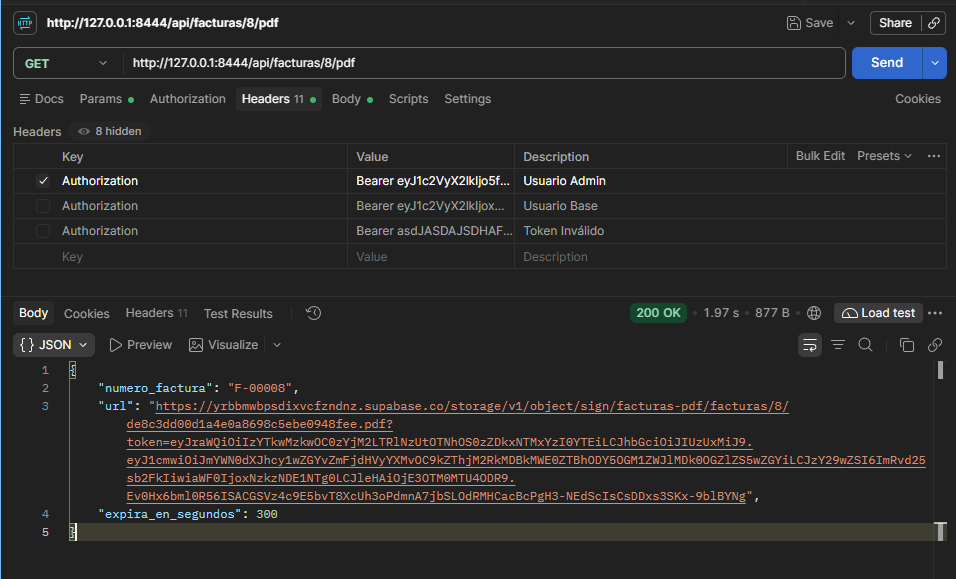 HTTP http://127.0.0.1:8444/api/facturas/8/pdf Save Share
GET http://127.0.0.1:8444/api/facturas/8/pdf Send
Docs Params Authorization Headers 11 Body Scripts Settings Cookies
Headers 8 hidden
Key Value Description Bulk Edit Presets
Authorization Bearer eyJ1c2VyX2lkIjo5f... Usuario Admin
Authorization Bearer eyJ1c2VyX2lkIjox... Usuario Base
Authorization Bearer asdJASDAJSDHAF... Token Inválido
Key Value Description
Body Cookies Headers 11 Test Results 200 OK • 1.97 s • 877 B Load test
{} JSON Preview Visualize
1 {
2 "numero_factura": "F-00008",
3 "url": "https://yrbbmwbpsdixvcfzndnz.supabase.co/storage/v1/object/sign/facturas-pdf/facturas/8/
de8c3dd00d1a4e0a8698c5ebe0948fee.pdf?
token=eyJraWQiOiIzYTkwMzkwOC0zYjM2LTRlNzUtOTNhOS0zZDkxNTMxYzI0YTEiLCJhbGciOiJIUzUxMiJ9.
eyJ1cmwiOiJmYWN0dXJhcy1wZGYvZmFjdHVyYXMvOC9kZThjM2RkMDBkMWE0ZTBhODY5OGM1ZWJlMDk0OGZlZS5wZGYiLCJzY29wZSI6ImRvd25
sb2FkIiwiaWF0IjoxNzkzNDE1NTg0LCJleHAiOjE3OTM0MTU4ODR9.
Ev0Hx6bml0R56ISACGSVz4c9E5bvT8XcUh3oPdmnA7jbSLOdRMHCacBcPgH3-NEdScIsCsDDxs3SKx-9blBYNg",
4 "expira_en_segundos": 300
5 }